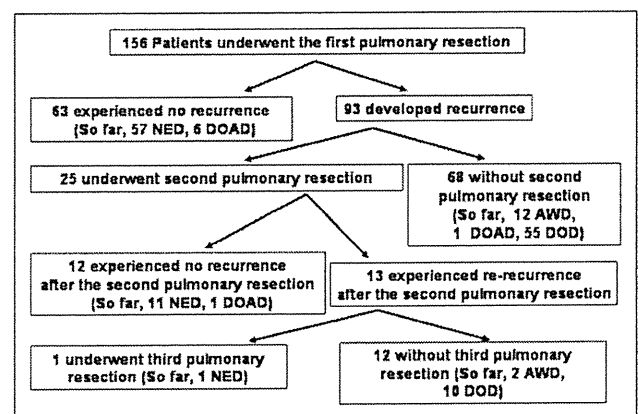 156 Patients underwent the first pulmonary resection
63 experienced no recurrence
(So far, 57 NED, 6 DOAD)
93 developed recurrence
25 underwent second pulmonary resection
68 without second
pulmonary resection
(So far, 12 AWD,
1 DOAD, 55 DOD)
12 experienced no recurrence
after the second pulmonary resection
(So far, 11 NED, 1 DOAD)
13 experienced re-recurrence
after the second pulmonary resection
1 underwent third pulmonary
resection (So far, 1 NED)
12 without third pulmonary
resection (So far, 2 AWD,
10 DOD)